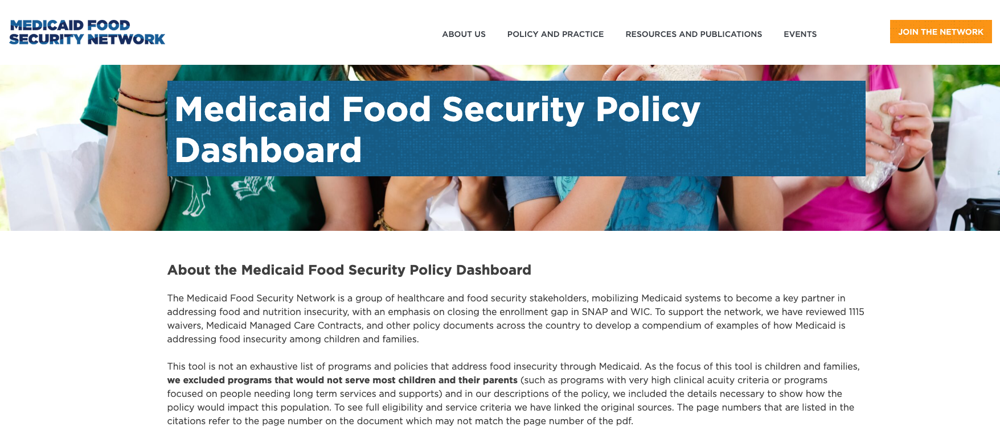 MEDICAID FOOD
SECURITY NETWORK
ABOUT US
POLICY AND PRACTICE
RESOURCES AND PUBLICATIONS
EVENTS
JOIN THE NETWORK
Medicaid Food Security Policy
Dashboard
About the Medicaid Food Security Policy Dashboard
The Medicaid Food Security Network is a group of healthcare and food security stakeholders, mobilizing Medicaid systems to become a key partner in
addressing food and nutrition insecurity, with an emphasis on closing the enrollment gap in SNAP and WIC. To support the network, we have reviewed 1115
waivers, Medicaid Managed Care Contracts, and other policy documents across the country to develop a compendium of examples of how Medicaid is
addressing food insecurity among children and families.
This tool is not an exhaustive list of programs and policies that address food insecurity through Medicaid. As the focus of this tool is children and families,
we excluded programs that would not serve most children and their parents (such as programs with very high clinical acuity criteria or programs
focused on people needing long term services and supports) and in our descriptions of the policy, we included the details necessary to show how the
policy would impact this population. To see full eligibility and service criteria we have linked the original sources. The page numbers that are listed in the
citations refer to the page number on the document which may not match the page number of the pdf.